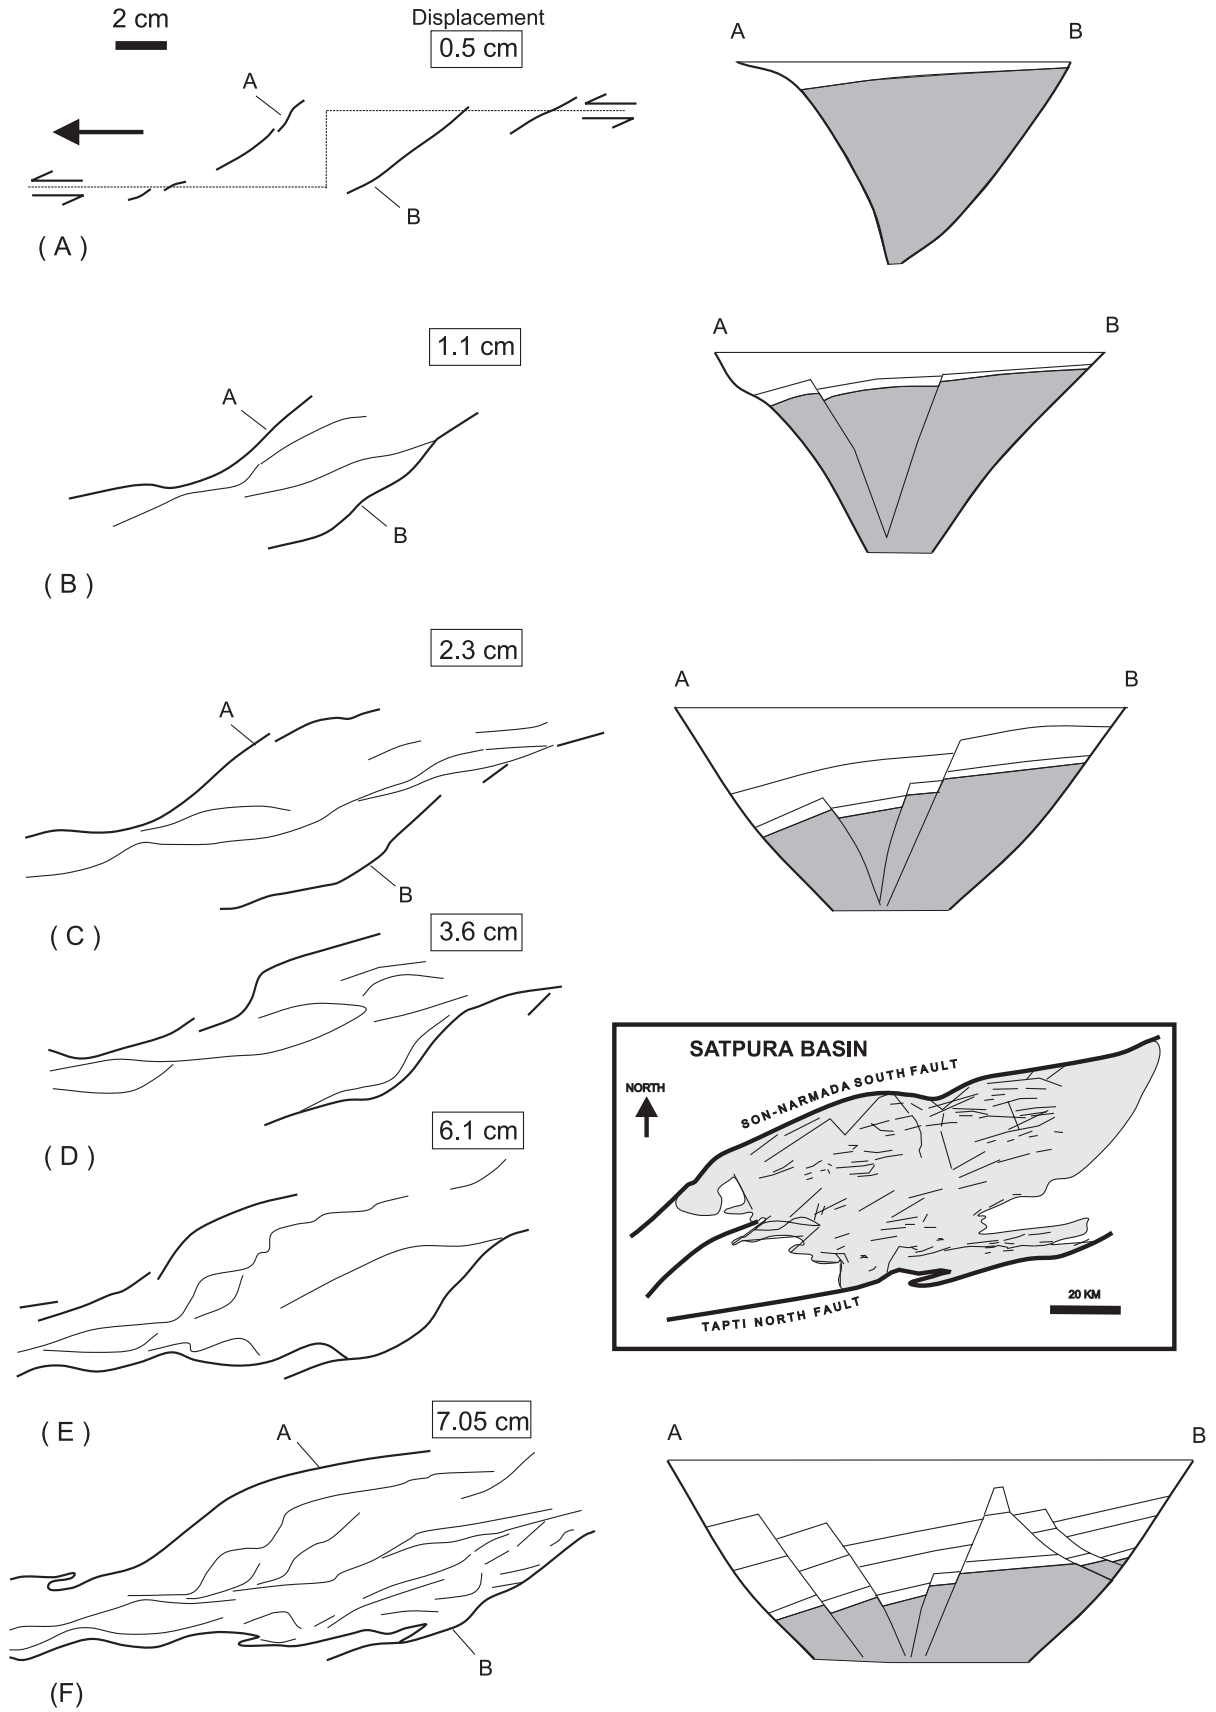 2 cm
Displacement
0.5 cm
A
B
A
B
( A )
1.1 cm
A
B
A
B
( B )
2.3 cm
A
B
A
B
( C )
3.6 cm
( D )
SATPURA BASIN
NORTH
SON-NARMADA SOUTH FAULT
TAPTI NORTH FAULT
20 KM
6.1 cm
( E )
7.05 cm
A
B
A
B
(F)